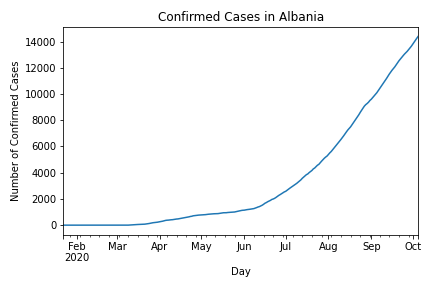 Confirmed Cases in Albania
Number of Confirmed Cases
14000
12000
10000
8000
6000
4000
2000
0
Feb Mar Apr May Jun Jul Aug Sep Oct
2020
Day